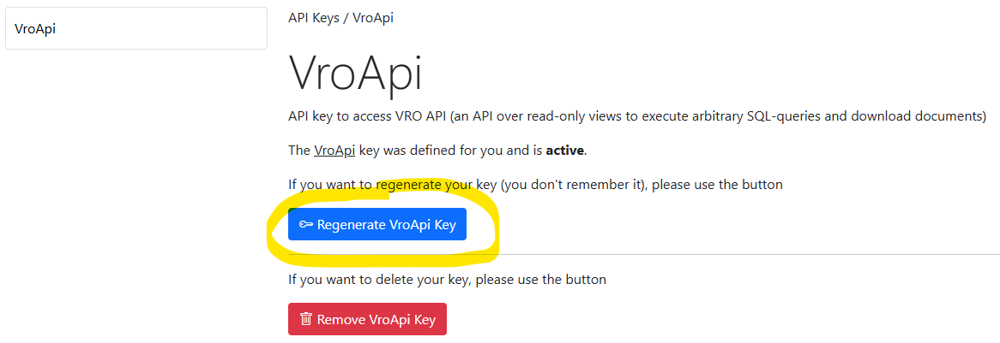 VroApi
API Keys / VroApi
VroApi
API key to access VRO API (an API over read-only views to execute arbitrary SQL-queries and download documents)
The VroApi key was defined for you and is active.
If you want to regenerate your key (you don't remember it), please use the button
Regenerate VroApi Key
If you want to delete your key, please use the button
Remove VroApi Key